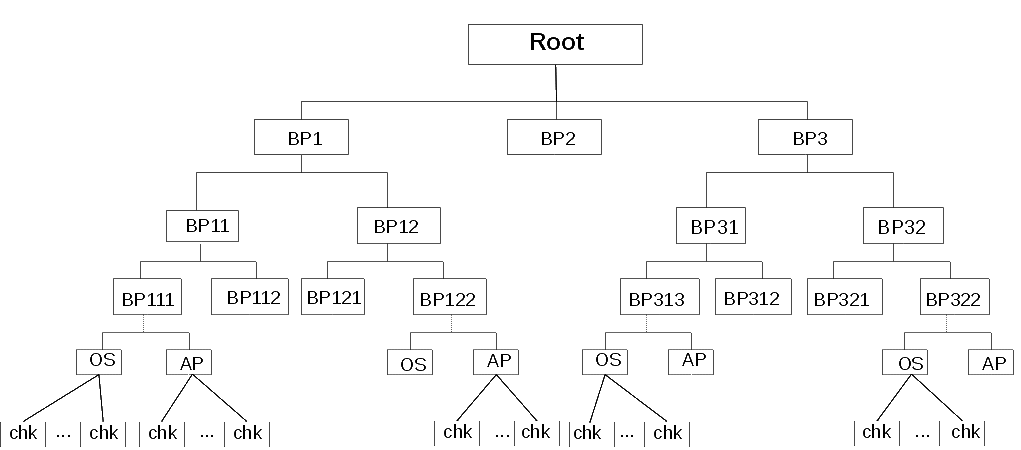 Root
BP1 BP2 BP3
BP11 BP12 BP31 BP32
BP111 BP112 BP121 BP122 BP313 BP312 BP321 BP322
OS AP OS AP OS AP OS AP
chk ... chk chk ... chk chk ... chk chk ... chk chk ... chk